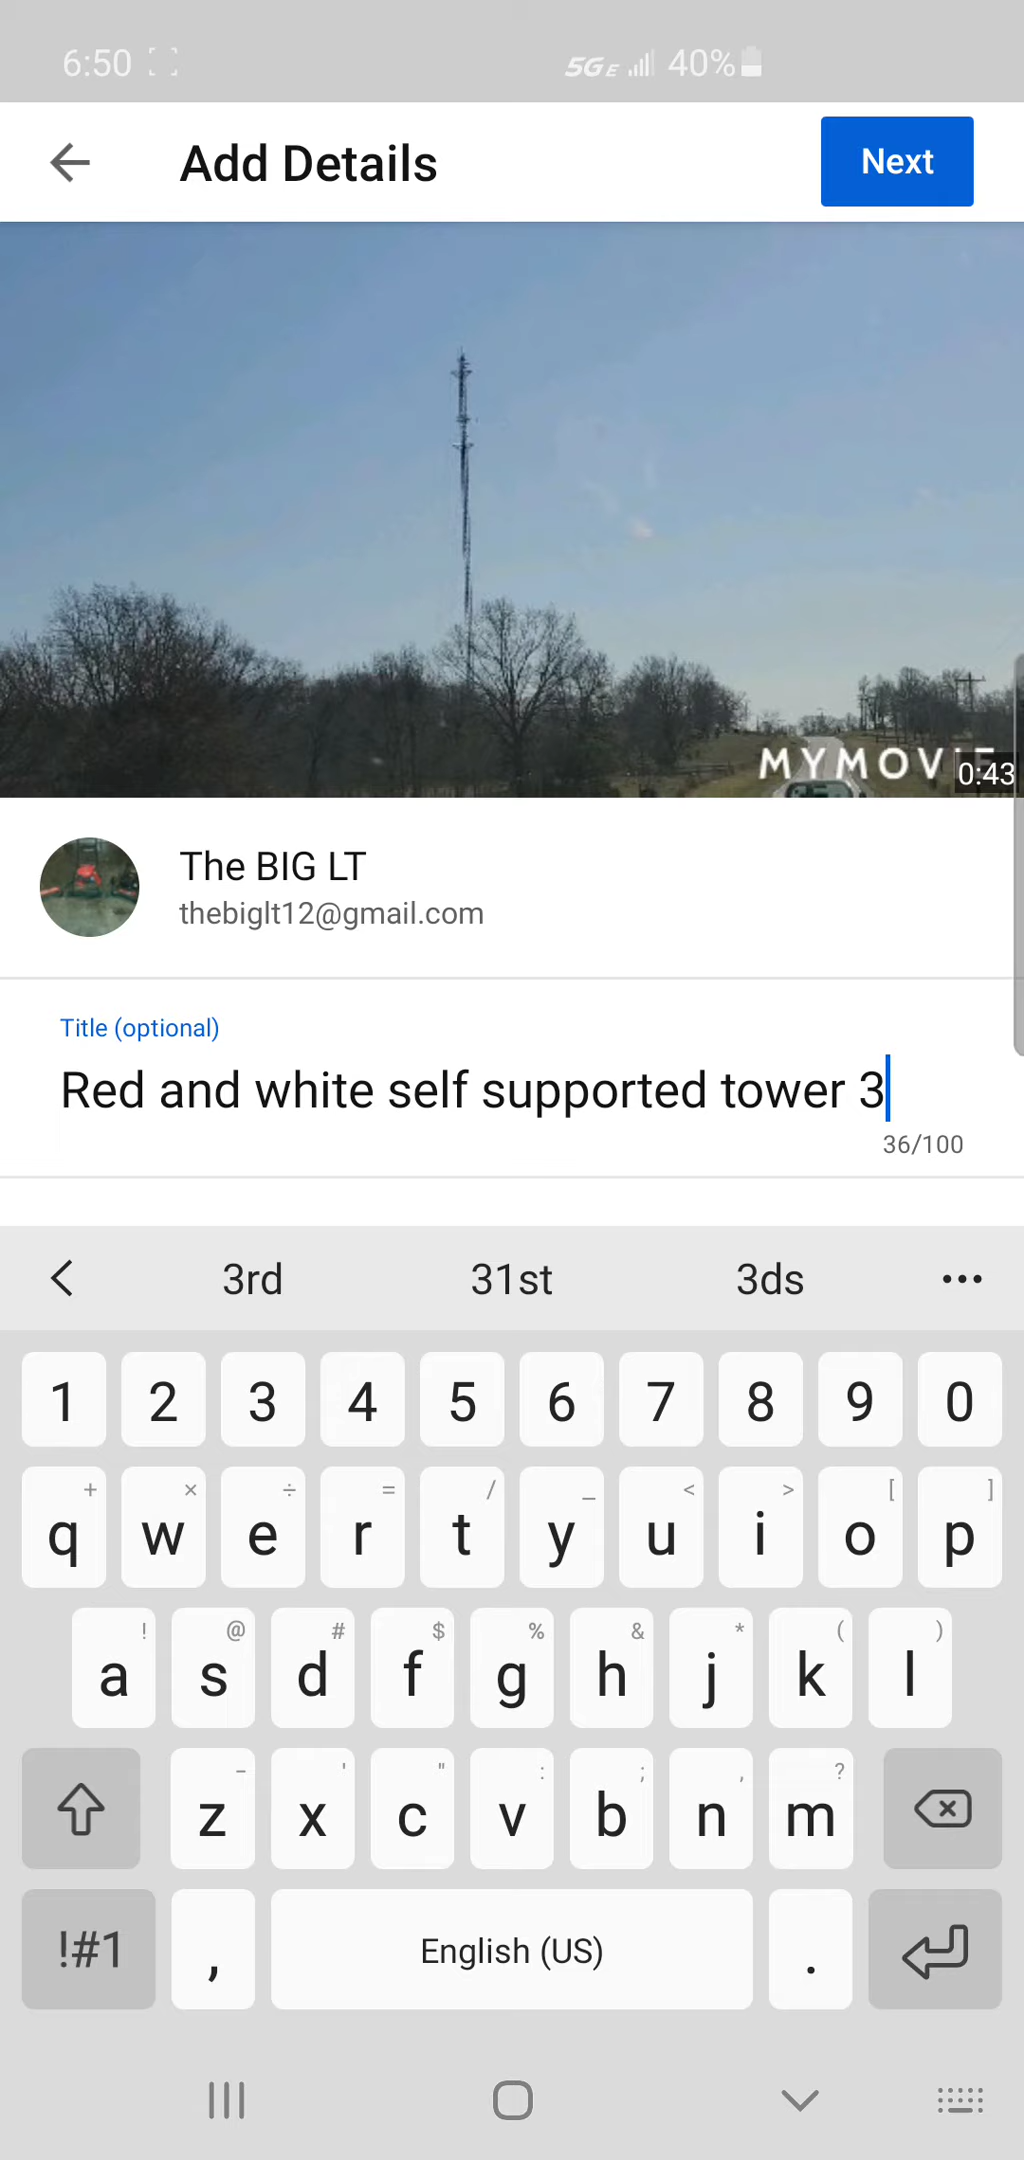 6:50 5GE 40%
Add Details Next
MYMOVIE
0:43
The BIG LT
thebiglt12@gmail.com
Title (optional)
Red and white self supported tower 3
36/100
3rd 31st 3ds
1 2 3 4 5 6 7 8 9 0
+ × ÷ = / _ < > [ ]
q w e r t y u i o p
! @ # $ % & * ( )
a s d f g h j k l
- ' " : ; , ?
z x c v b n m
!#1 , English (US) .